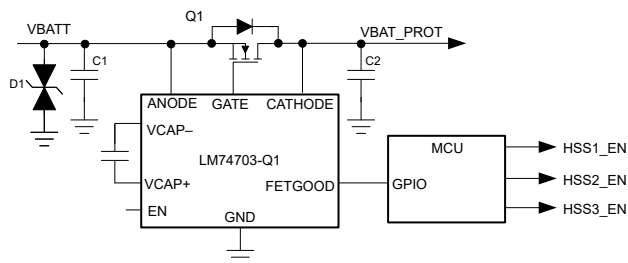 Q1
VBATT
VBAT_PROT
D1
C1
C2
ANODE GATE CATHODE
VCAP–
LM74703-Q1
VCAP+
FETGOOD
EN
GND
MCU
GPIO
HSS1_EN
HSS2_EN
HSS3_EN